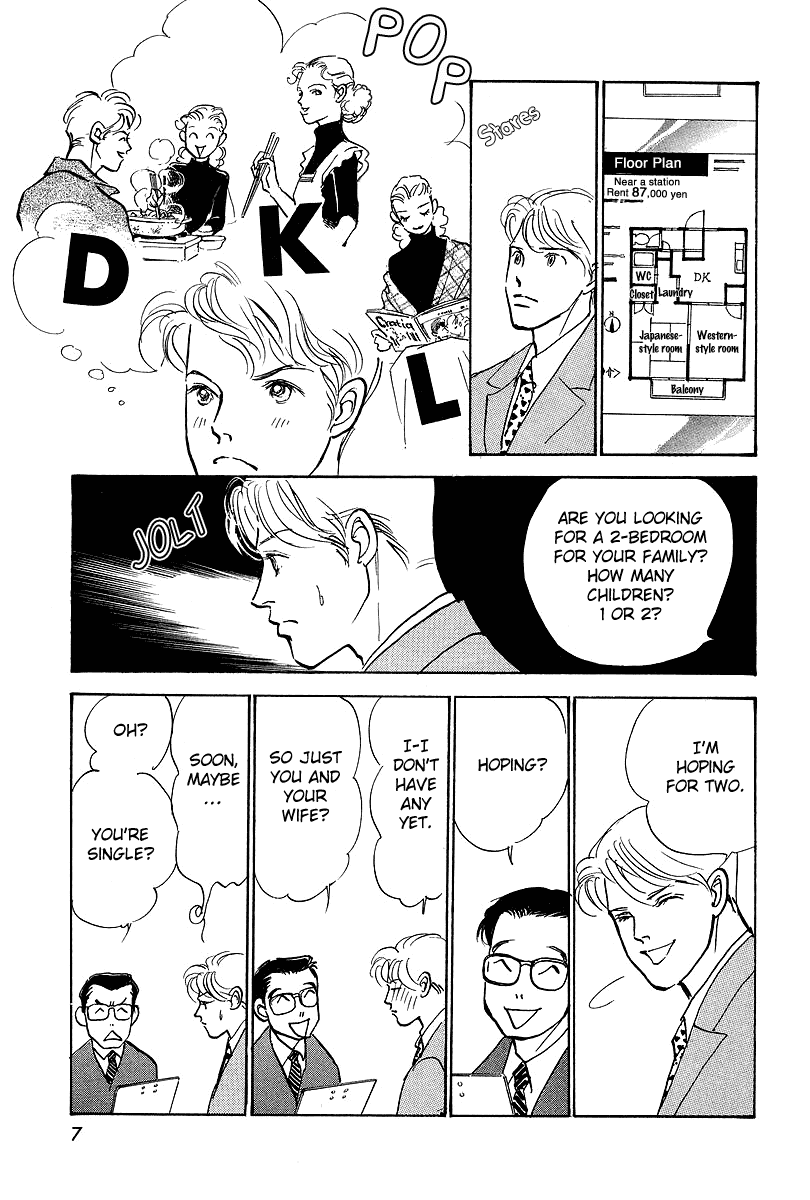 Floor Plan
Near a station
Rent 87,000 yen
WC
DK
Closet
Laundry
N
Japanese-
style room
Western-
style room
Balcony
Stares
POP
D
K
L
ARE YOU LOOKING
FOR A 2-BEDROOM
FOR YOUR FAMILY?
HOW MANY
CHILDREN?
1 OR 2?
JOLT
I'M
HOPING
FOR TWO.
HOPING?
I-I
DON'T
HAVE
ANY
YET.
SO JUST
YOU AND
YOUR
WIFE?
SOON,
MAYBE
...
OH?
YOU'RE
SINGLE?
7